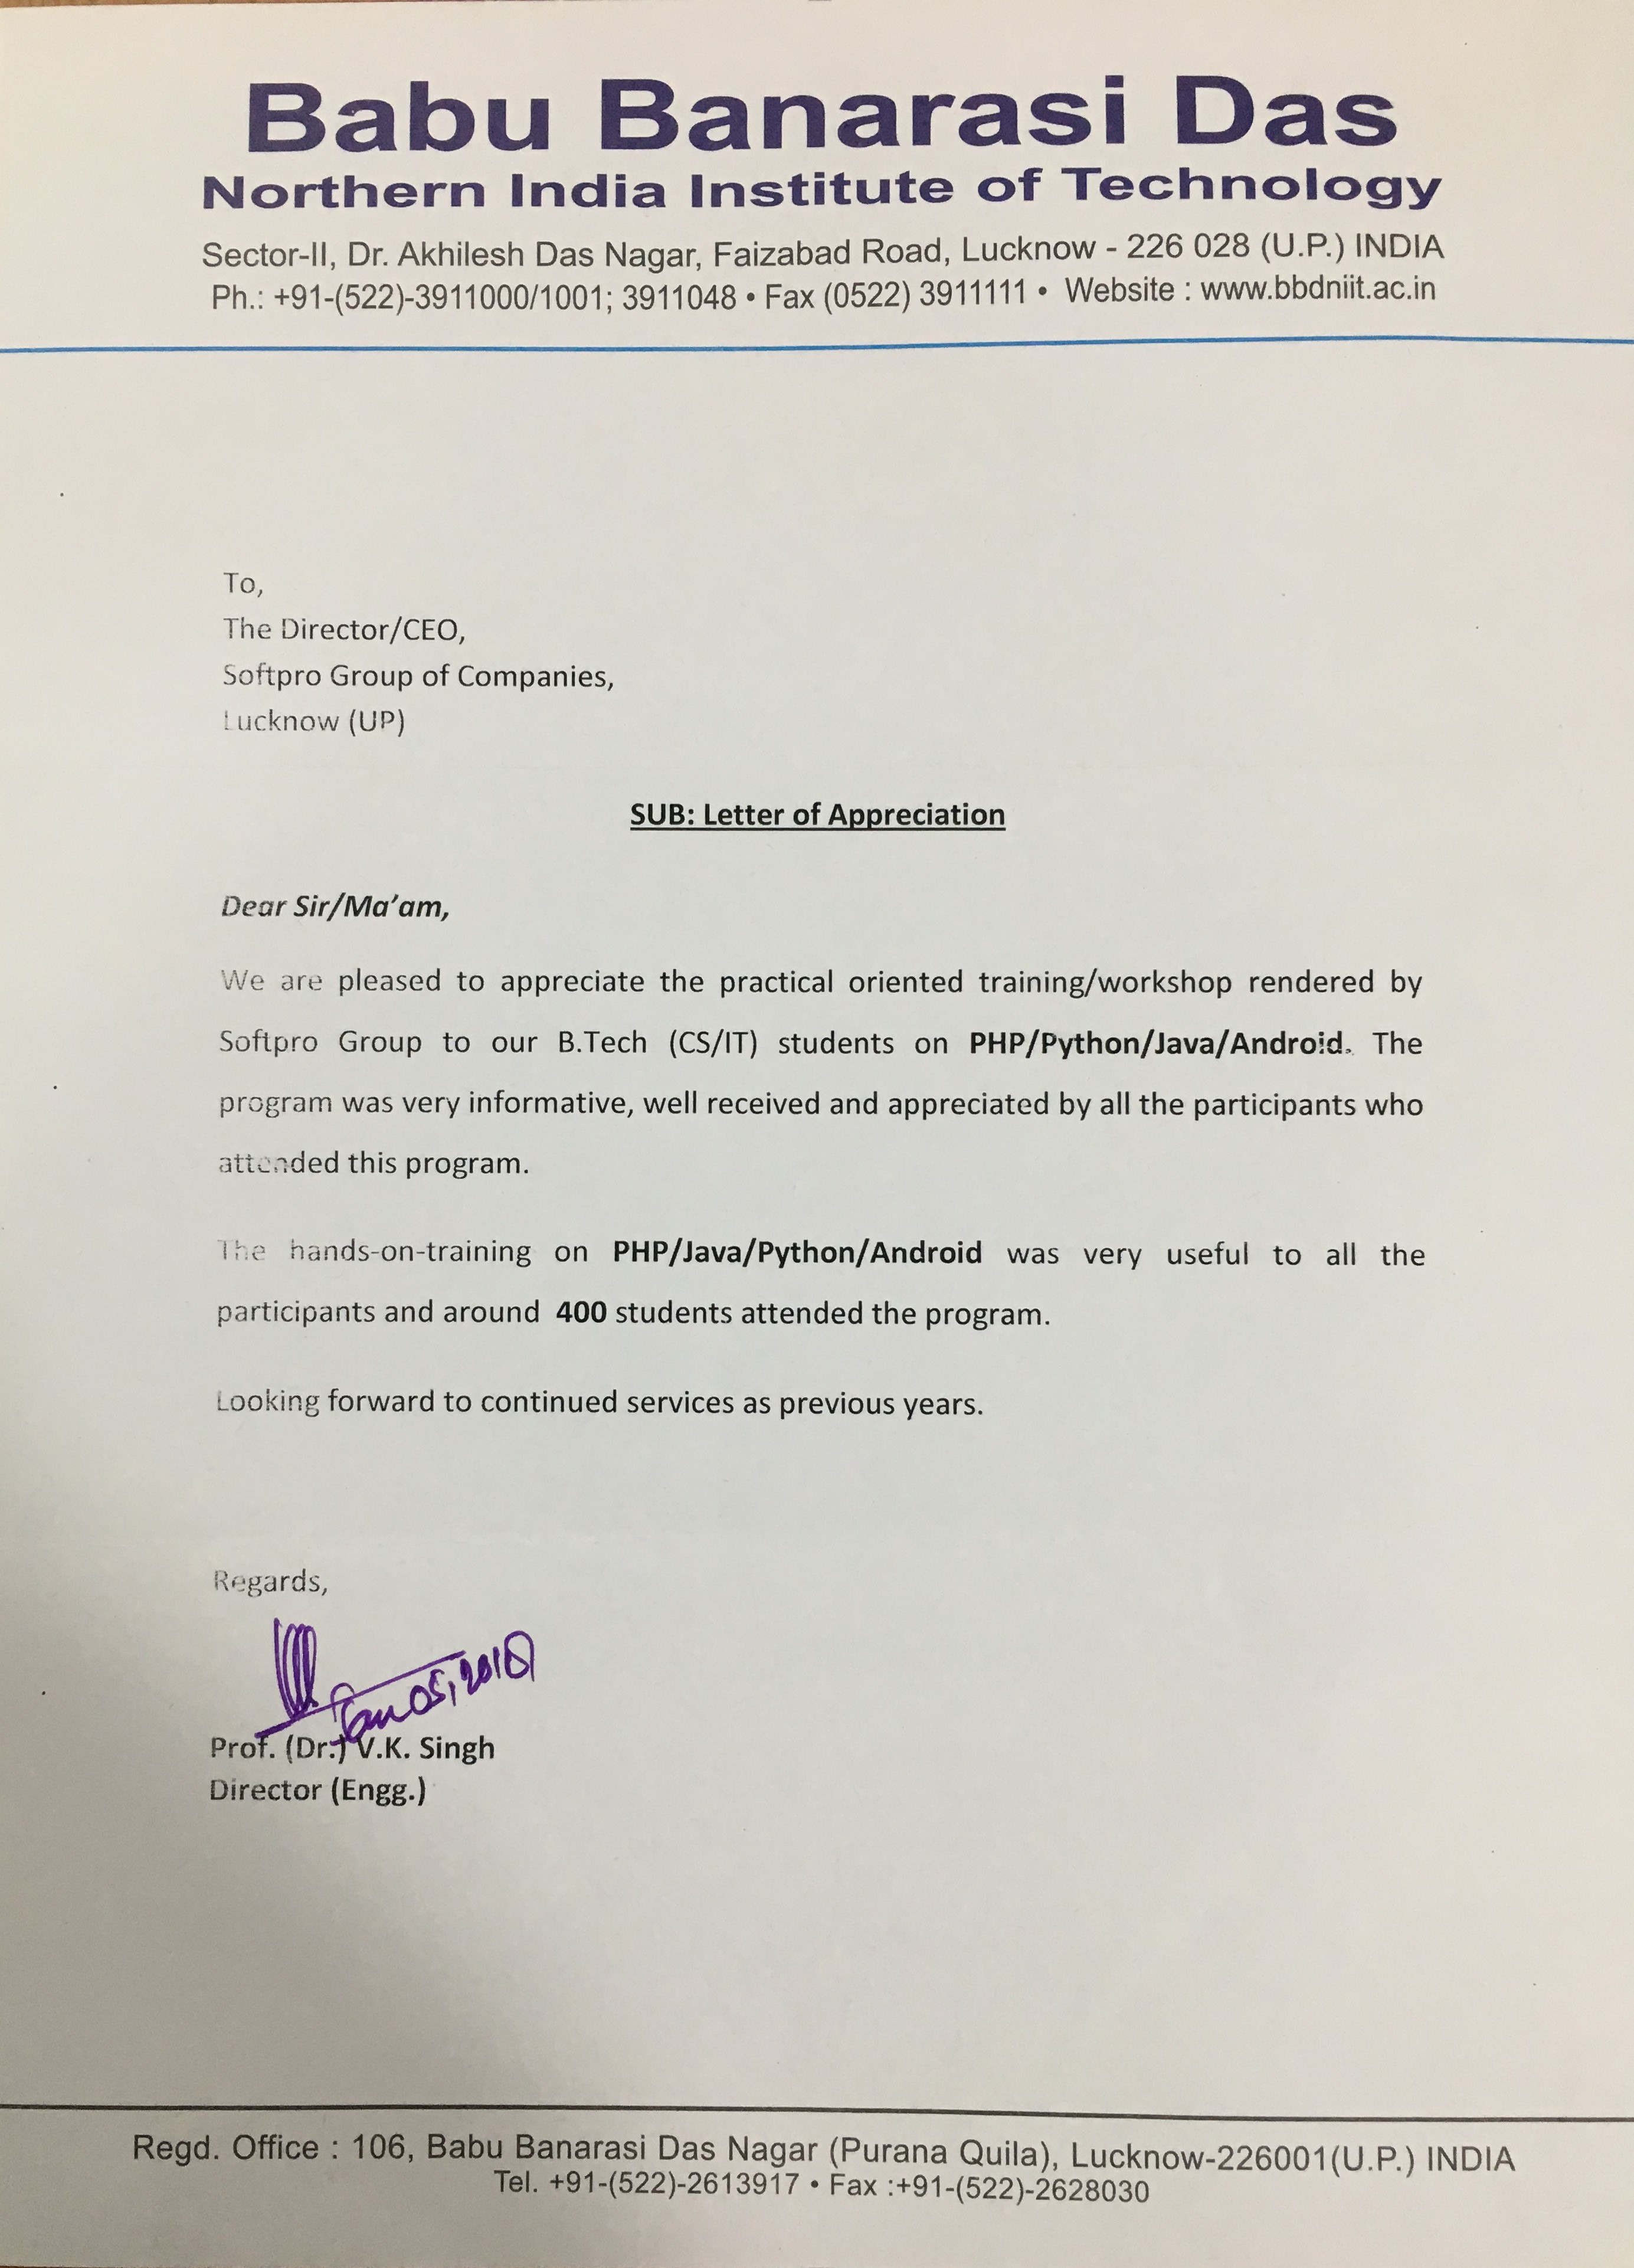 Babu Banarasi Das
Northern India Institute of Technology
Sector-II, Dr. Akhilesh Das Nagar, Faizabad Road, Lucknow - 226 028 (U.P.) INDIA
Ph.: +91-(522)-3911000/1001; 3911048 • Fax (0522) 3911111 • Website : www.bbdniit.ac.in
To,
The Director/CEO,
Softpro Group of Companies,
Lucknow (UP)
SUB: Letter of Appreciation
Dear Sir/Ma'am,
We are pleased to appreciate the practical oriented training/workshop rendered by
Softpro Group to our B.Tech (CS/IT) students on PHP/Python/Java/Android. The
program was very informative, well received and appreciated by all the participants who
attended this program.
The hands-on-training on PHP/Java/Python/Android was very useful to all the
participants and around 400 students attended the program.
Looking forward to continued services as previous years.
Regards,
05, 2018
Prof. (Dr.) V.K. Singh
Director (Engg.)
Regd. Office : 106, Babu Banarasi Das Nagar (Purana Quila), Lucknow-226001(U.P.) INDIA
Tel. +91-(522)-2613917 • Fax :+91-(522)-2628030